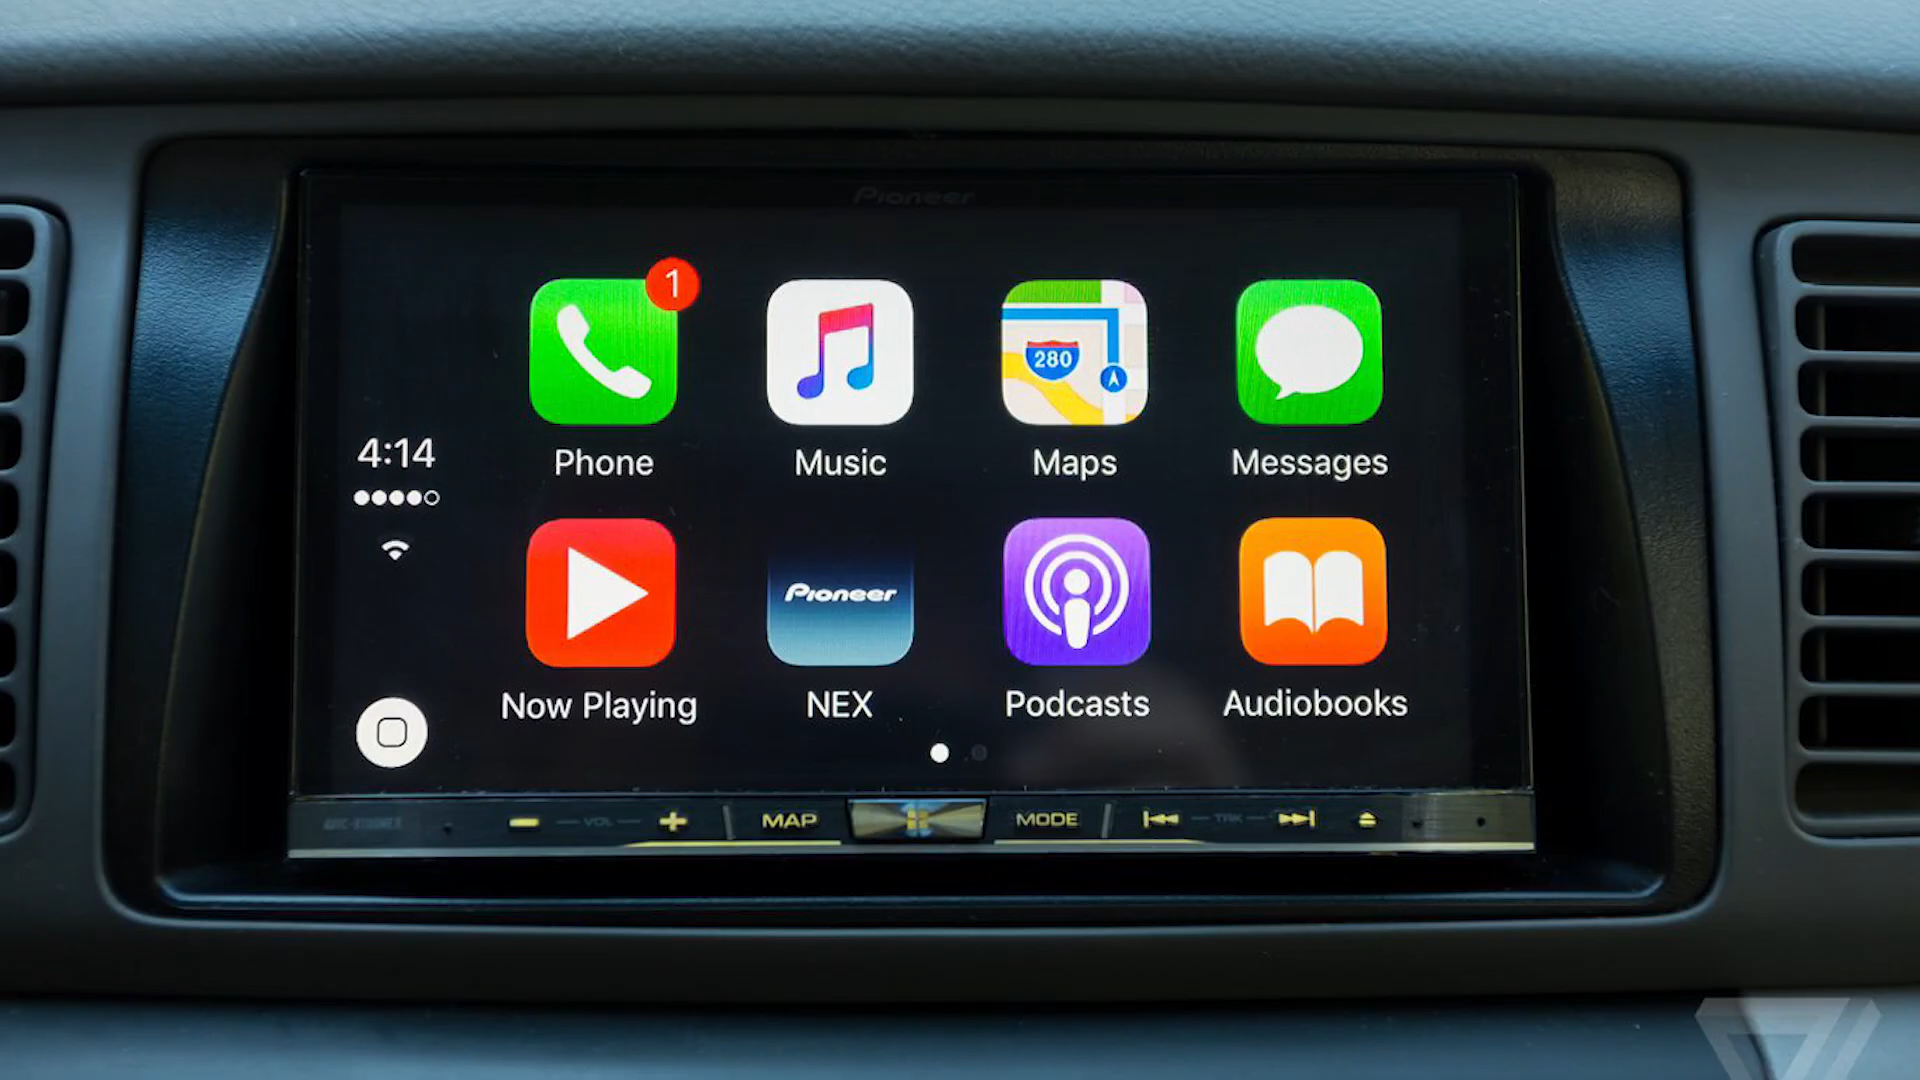 Pioneer
1
280
Phone
Music
Maps
Messages
4:14
Pioneer
Now Playing
NEX
Podcasts
Audiobooks
VOL
MAP
MODE
TRK